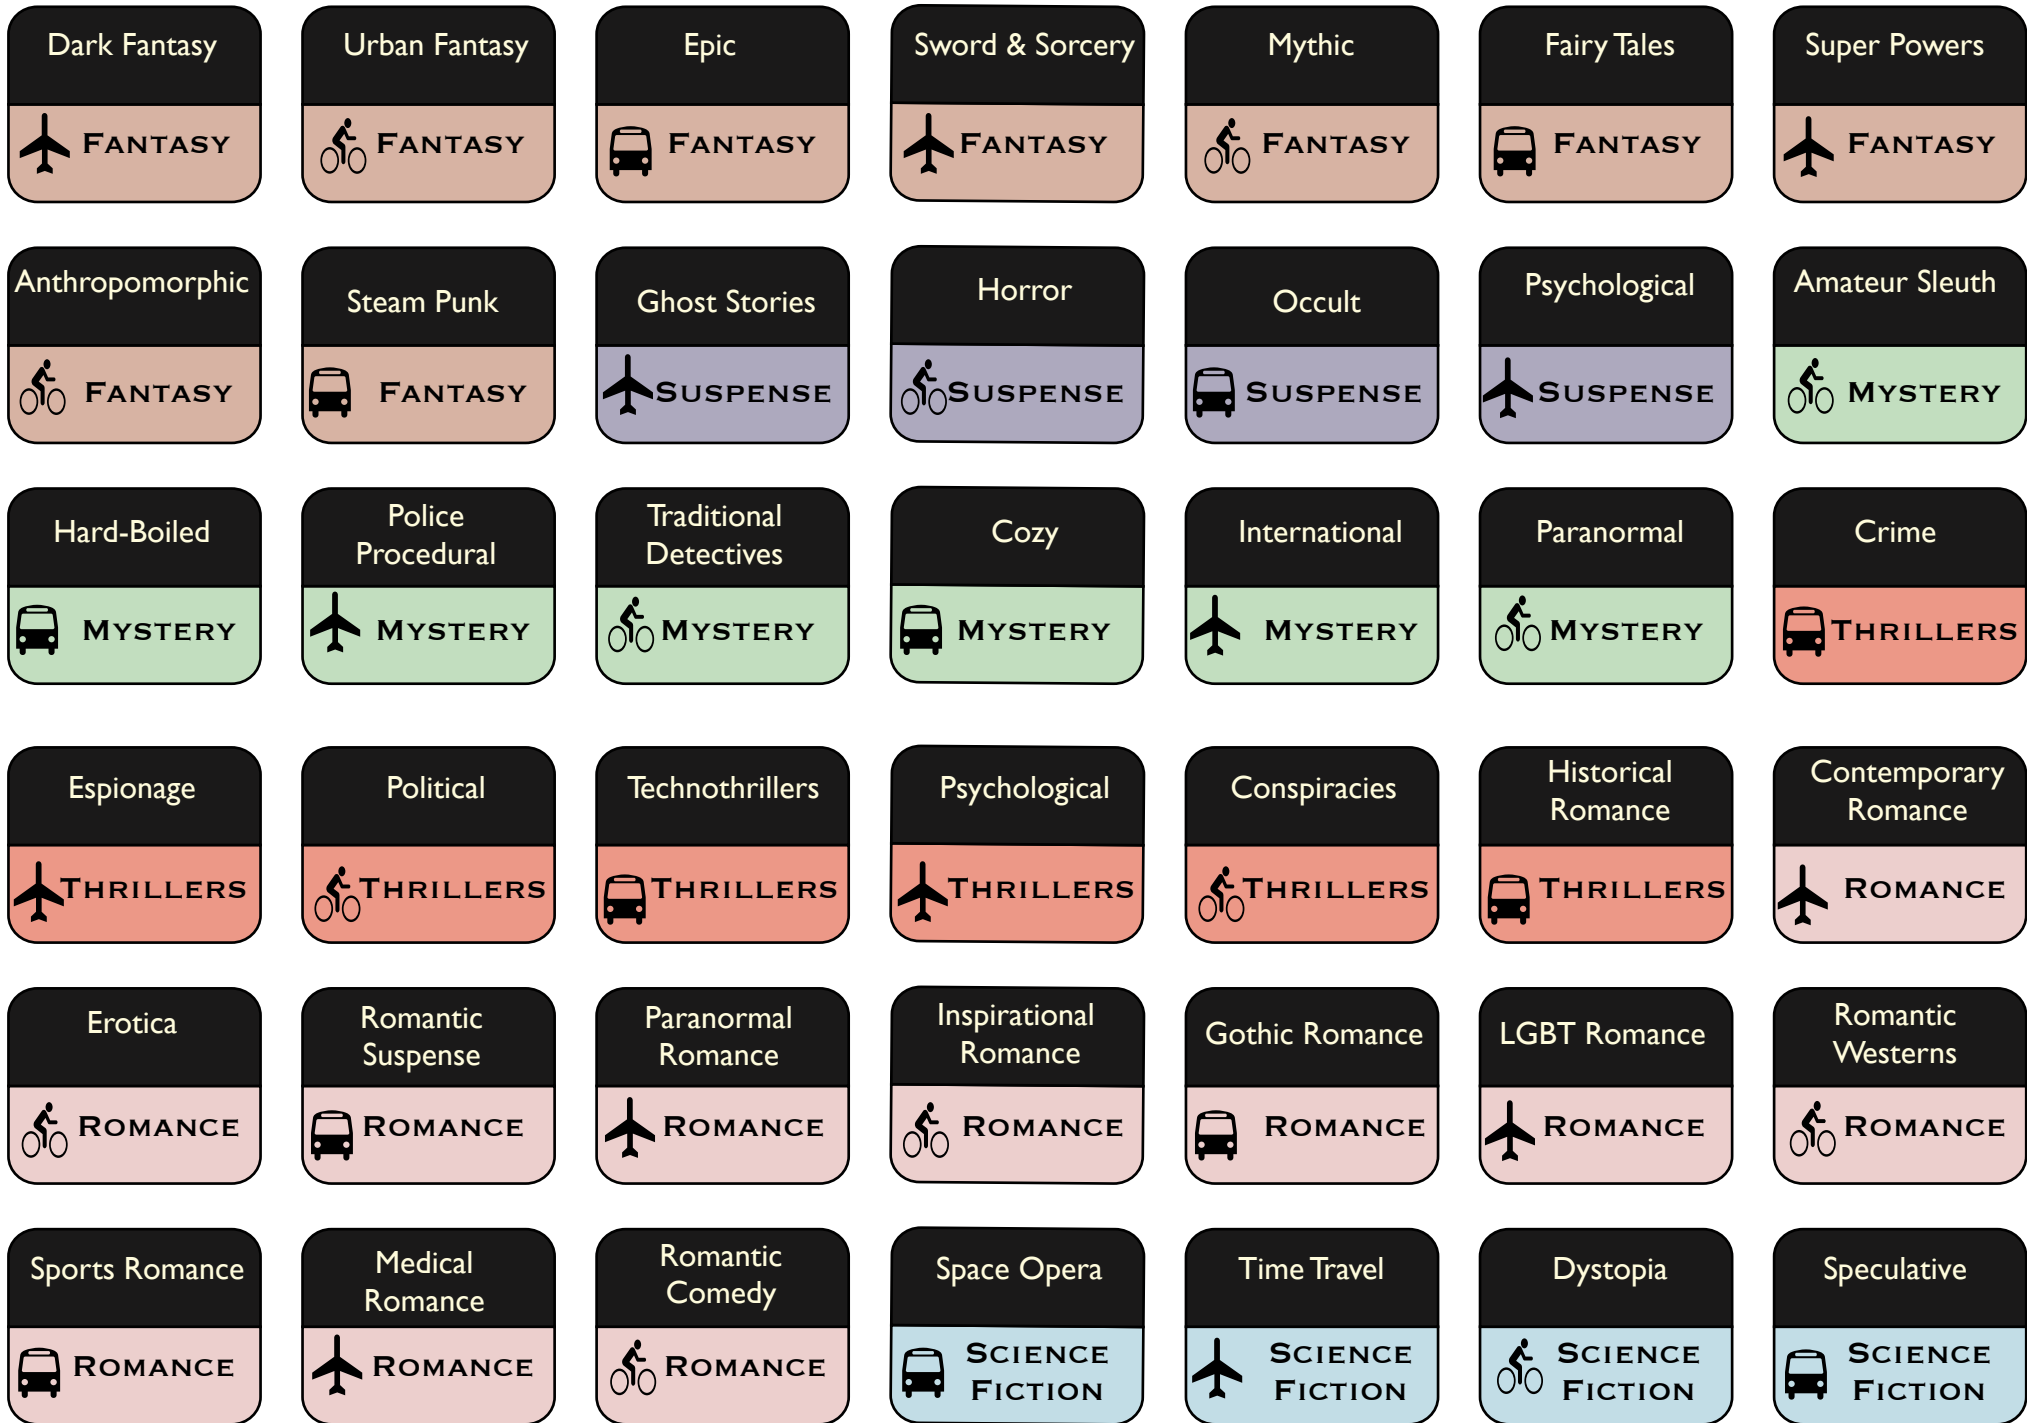 Dark Fantasy
FANTASY
Urban Fantasy
FANTASY
Epic
FANTASY
Sword & Sorcery
FANTASY
Mythic
FANTASY
Fairy Tales
FANTASY
Super Powers
FANTASY
Anthropomorphic
FANTASY
Steam Punk
FANTASY
Ghost Stories
SUSPENSE
Horror
SUSPENSE
Occult
SUSPENSE
Psychological
SUSPENSE
Amateur Sleuth
MYSTERY
Hard-Boiled
MYSTERY
Police
Procedural
MYSTERY
Traditional
Detectives
MYSTERY
Cozy
MYSTERY
International
MYSTERY
Paranormal
MYSTERY
Crime
THRILLERS
Espionage
THRILLERS
Political
THRILLERS
Technothrillers
THRILLERS
Psychological
THRILLERS
Conspiracies
THRILLERS
Historical
Romance
THRILLERS
Contemporary
Romance
ROMANCE
Erotica
ROMANCE
Romantic
Suspense
ROMANCE
Paranormal
Romance
ROMANCE
Inspirational
Romance
ROMANCE
Gothic Romance
ROMANCE
LGBT Romance
ROMANCE
Romantic
Westerns
ROMANCE
Sports Romance
ROMANCE
Medical
Romance
ROMANCE
Romantic
Comedy
ROMANCE
Space Opera
SCIENCE
FICTION
Time Travel
SCIENCE
FICTION
Dystopia
SCIENCE
FICTION
Speculative
SCIENCE
FICTION